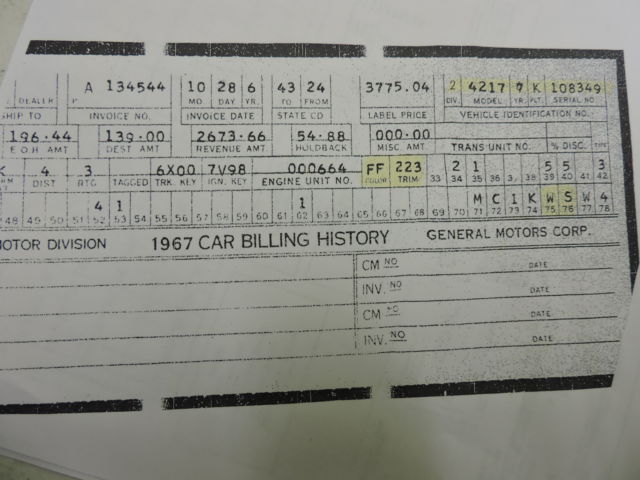 A 134544 10 28 6 43 24 3775.04 2 4217 7 K 108349
DEALER INVOICE NO. MO. DAY YR. TO FROM LABEL PRICE DIV. MODEL YR. PLT. SERIAL NO
SHIP TO INVOICE DATE STATE CD VEHICLE IDENTIFICATION NO.
196.44 139.00 2673.66 54.88 000.00
E O H AMT DEST AMT REVENUE AMT HOLDBACK MISC. AMT TRANS UNIT NO. % DISC. TYPE
K 4 3 6X00 7V98 000664 FF 223 2 1 5 5 3
DIST RTG TAGGED TRK. KEY IGN. KEY ENGINE UNIT NO. COLOR TRIM 33 34 35 36 37 38 39 40 41 42
4 1 1 M C 1 K W S W 4
48 49 50 51 52 53 54 55 56 57 58 59 60 61 62 63 64 65 66 67 68 69 70 71 72 73 74 75 76 77 78
MOTOR DIVISION 1967 CAR BILLING HISTORY GENERAL MOTORS CORP.
CM NO DATE
INV. NO DATE
CM NO DATE
INV. NO DATE